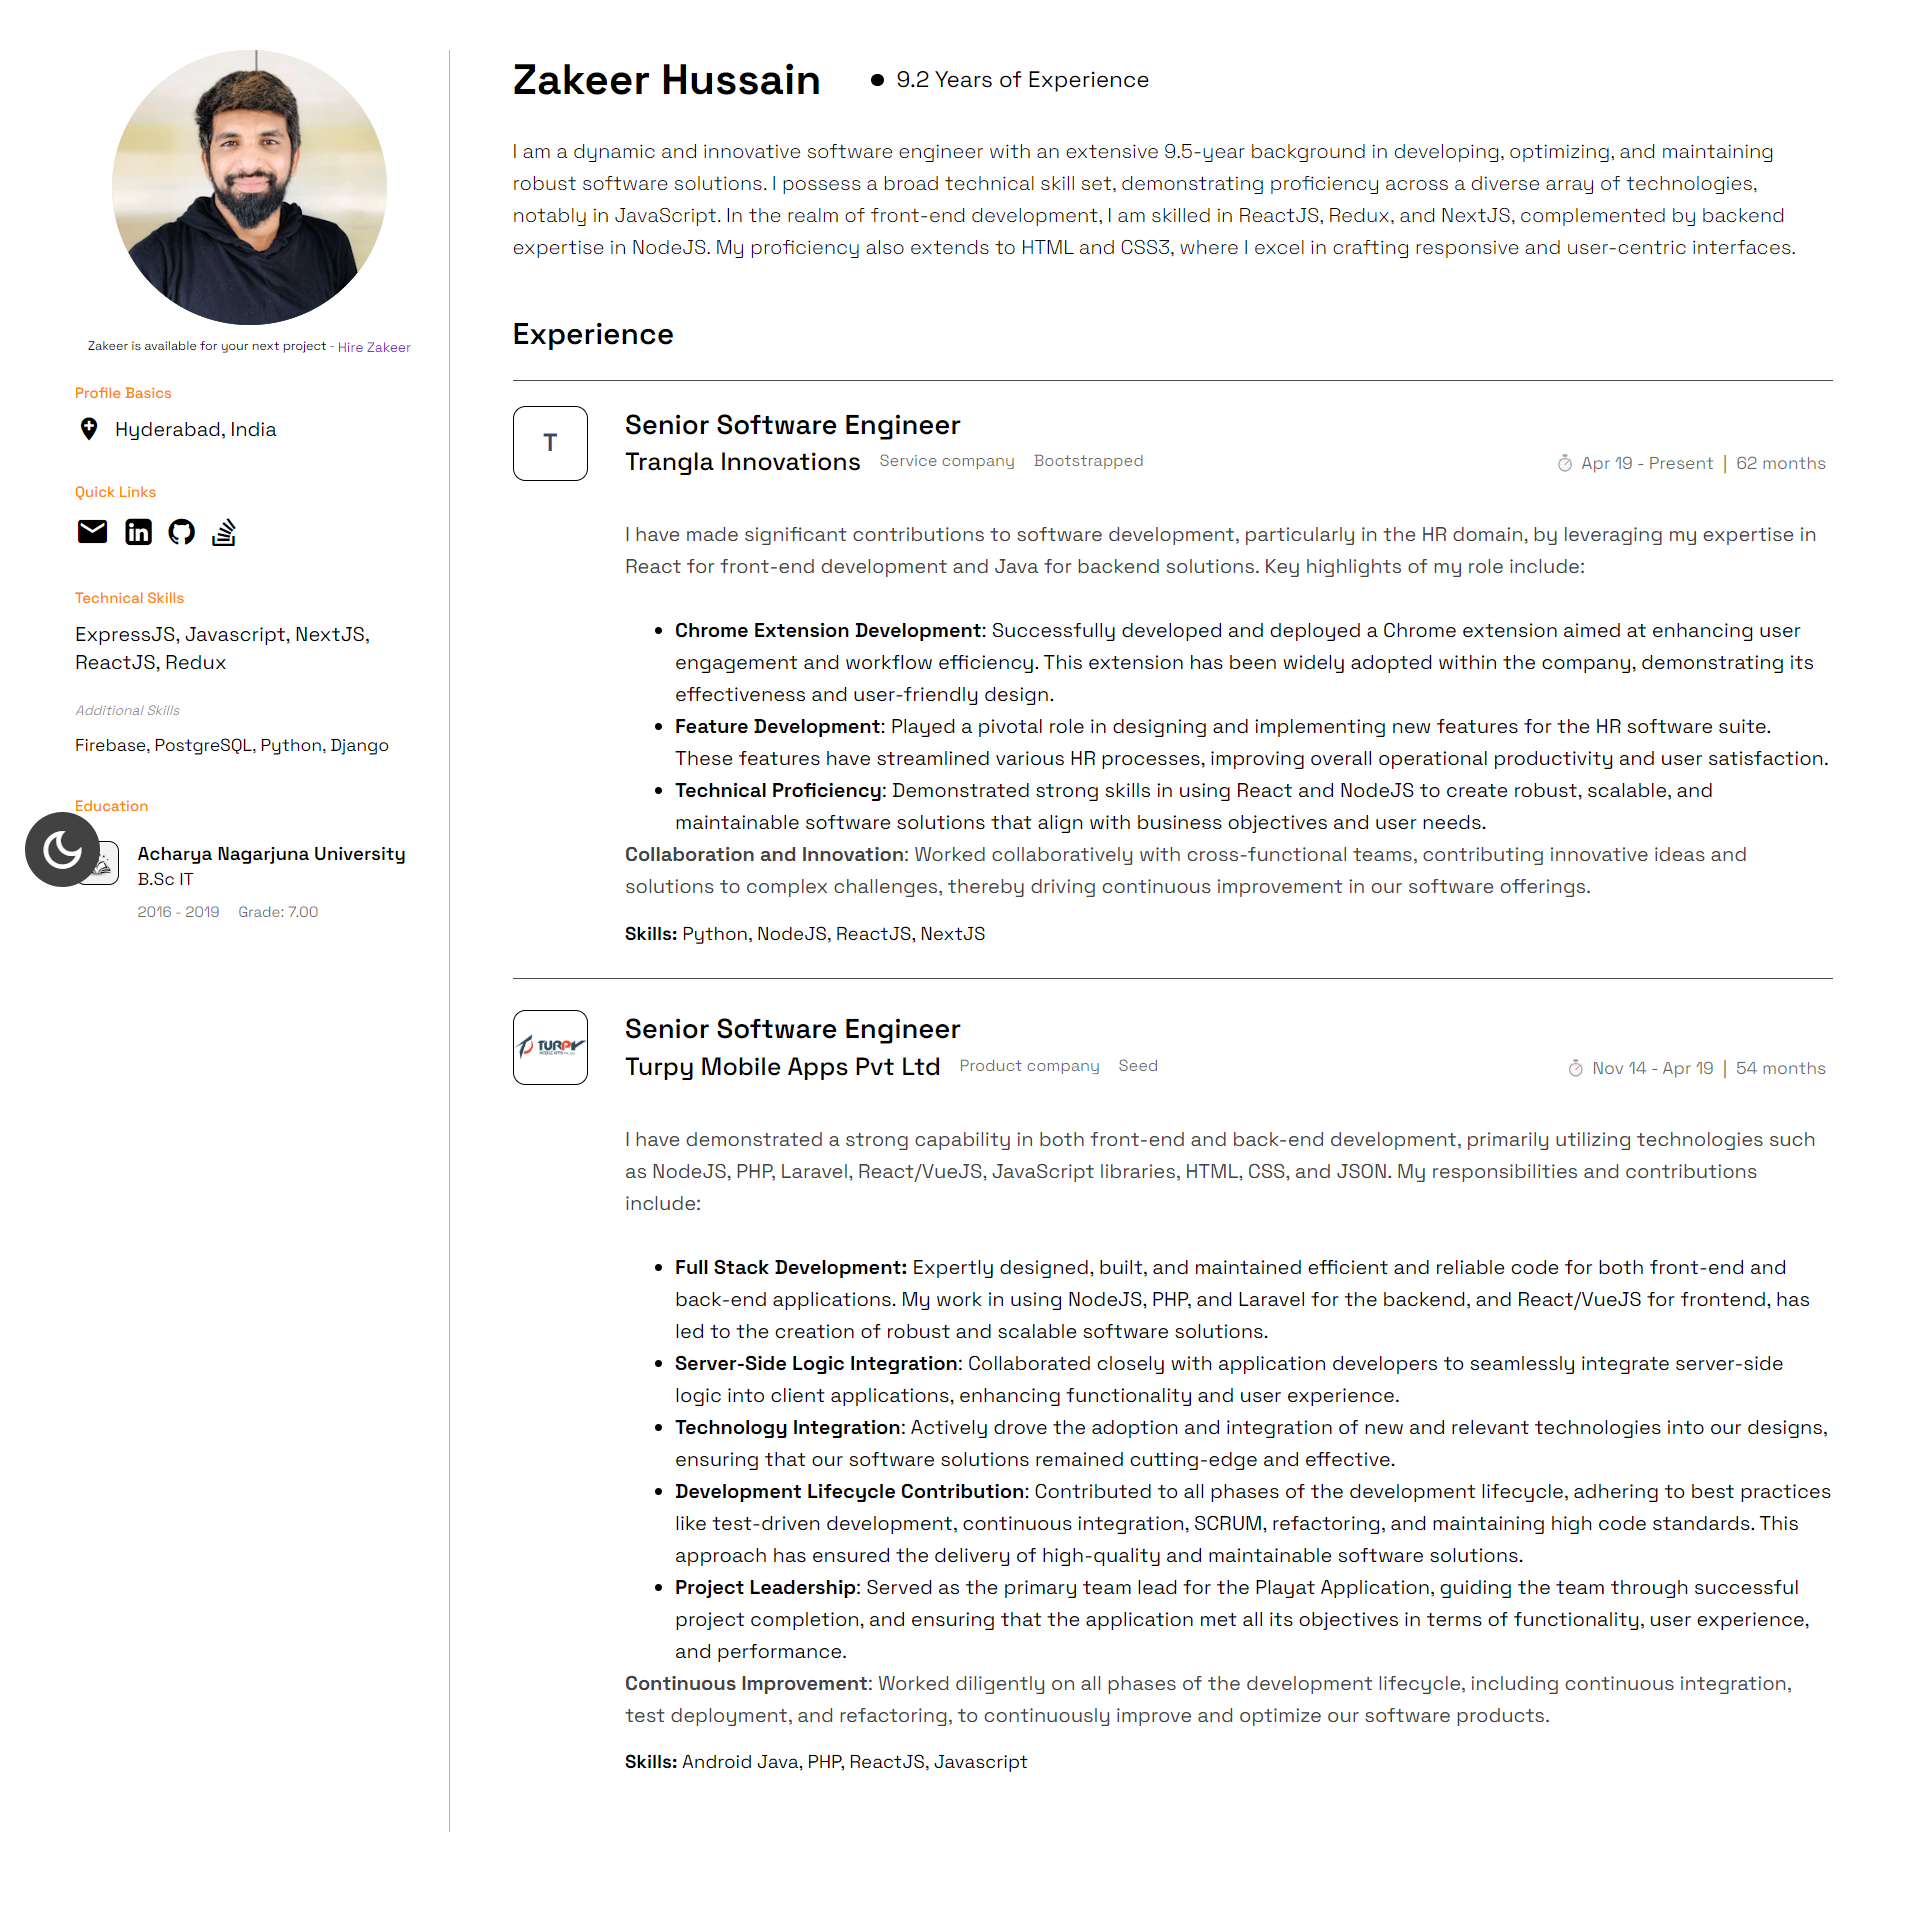 Zakeer is available for your next project - Hire Zakeer
Profile Basics
Hyderabad, India
Quick Links
in
Technical Skills
ExpressJS, Javascript, NextJS,
ReactJS, Redux
Additional Skills
Firebase, PostgreSQL, Python, Django
Education
Acharya Nagarjuna University
B.Sc IT
2016 - 2019 Grade: 7.00
Zakeer Hussain
9.2 Years of Experience
I am a dynamic and innovative software engineer with an extensive 9.5-year background in developing, optimizing, and maintaining
robust software solutions. I possess a broad technical skill set, demonstrating proficiency across a diverse array of technologies,
notably in JavaScript. In the realm of front-end development, I am skilled in ReactJS, Redux, and NextJS, complemented by backend
expertise in NodeJS. My proficiency also extends to HTML and CSS3, where I excel in crafting responsive and user-centric interfaces.
Experience
T
Senior Software Engineer
Trangla Innovations Service company Bootstrapped
Apr 19 - Present | 62 months
I have made significant contributions to software development, particularly in the HR domain, by leveraging my expertise in
React for front-end development and Java for backend solutions. Key highlights of my role include:
• Chrome Extension Development: Successfully developed and deployed a Chrome extension aimed at enhancing user
engagement and workflow efficiency. This extension has been widely adopted within the company, demonstrating its
effectiveness and user-friendly design.
• Feature Development: Played a pivotal role in designing and implementing new features for the HR software suite.
These features have streamlined various HR processes, improving overall operational productivity and user satisfaction.
• Technical Proficiency: Demonstrated strong skills in using React and NodeJS to create robust, scalable, and
maintainable software solutions that align with business objectives and user needs.
Collaboration and Innovation: Worked collaboratively with cross-functional teams, contributing innovative ideas and
solutions to complex challenges, thereby driving continuous improvement in our software offerings.
Skills: Python, NodeJS, ReactJS, NextJS
TURPY
Senior Software Engineer
Turpy Mobile Apps Pvt Ltd Product company Seed
Nov 14 - Apr 19 | 54 months
I have demonstrated a strong capability in both front-end and back-end development, primarily utilizing technologies such
as NodeJS, PHP, Laravel, React/VueJS, JavaScript libraries, HTML, CSS, and JSON. My responsibilities and contributions
include:
• Full Stack Development: Expertly designed, built, and maintained efficient and reliable code for both front-end and
back-end applications. My work in using NodeJS, PHP, and Laravel for the backend, and React/VueJS for frontend, has
led to the creation of robust and scalable software solutions.
• Server-Side Logic Integration: Collaborated closely with application developers to seamlessly integrate server-side
logic into client applications, enhancing functionality and user experience.
• Technology Integration: Actively drove the adoption and integration of new and relevant technologies into our designs,
ensuring that our software solutions remained cutting-edge and effective.
• Development Lifecycle Contribution: Contributed to all phases of the development lifecycle, adhering to best practices
like test-driven development, continuous integration, SCRUM, refactoring, and maintaining high code standards. This
approach has ensured the delivery of high-quality and maintainable software solutions.
• Project Leadership: Served as the primary team lead for the Playat Application, guiding the team through successful
project completion, and ensuring that the application met all its objectives in terms of functionality, user experience,
and performance.
Continuous Improvement: Worked diligently on all phases of the development lifecycle, including continuous integration,
test deployment, and refactoring, to continuously improve and optimize our software products.
Skills: Android Java, PHP, ReactJS, Javascript